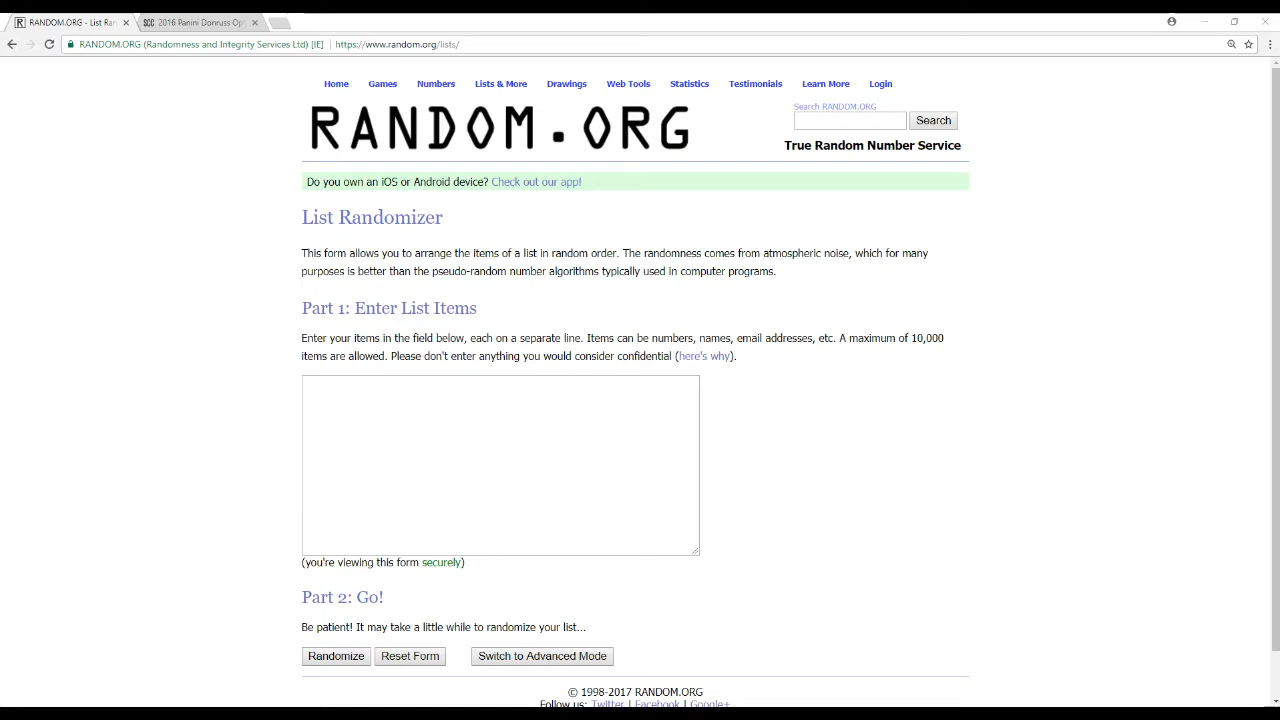 RANDOM.ORG - List Ran
SCC 2016 Panini Donruss Opt
RANDOM.ORG (Randomness and Integrity Services Ltd) [IE] https://www.random.org/lists/
Home Games Numbers Lists & More Drawings Web Tools Statistics Testimonials Learn More Login
RANDOM.ORG
Search RANDOM.ORG
Search
True Random Number Service
Do you own an iOS or Android device? Check out our app!
List Randomizer
This form allows you to arrange the items of a list in random order. The randomness comes from atmospheric noise, which for many
purposes is better than the pseudo-random number algorithms typically used in computer programs.
Part 1: Enter List Items
Enter your items in the field below, each on a separate line. Items can be numbers, names, email addresses, etc. A maximum of 10,000
items are allowed. Please don't enter anything you would consider confidential (here's why).
(you're viewing this form securely)
Part 2: Go!
Be patient! It may take a little while to randomize your list...
Randomize Reset Form Switch to Advanced Mode
© 1998-2017 RANDOM.ORG
Follow us: Twitter | Facebook | Google+